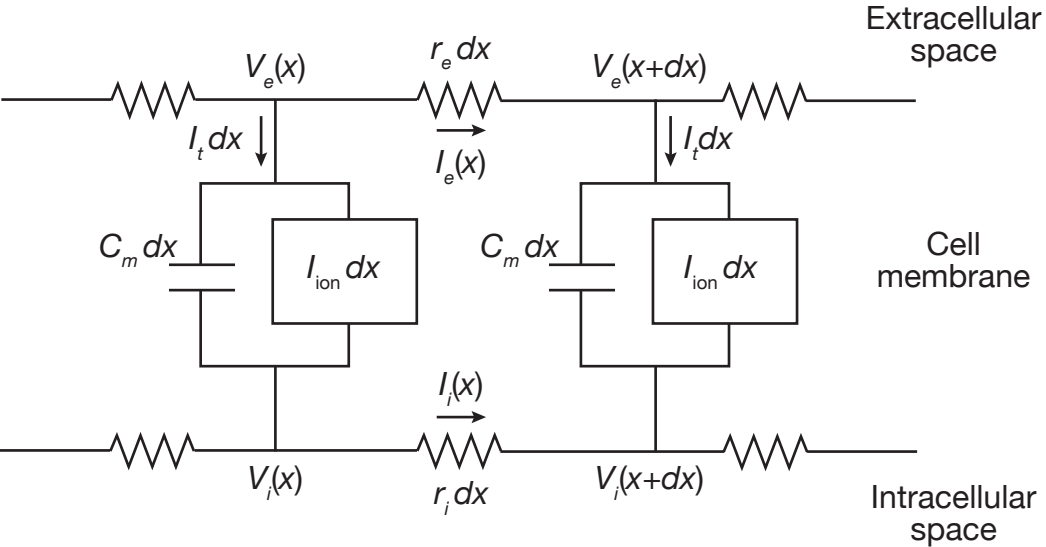 Extracellular
space
r_e dx
V_e(x)
V_e(x+dx)
I_t dx
I_e(x)
I_t dx
C_m dx
I_ion dx
C_m dx
I_ion dx
Cell
membrane
I_i(x)
V_i(x)
r_i dx
V_i(x+dx)
Intracellular
space